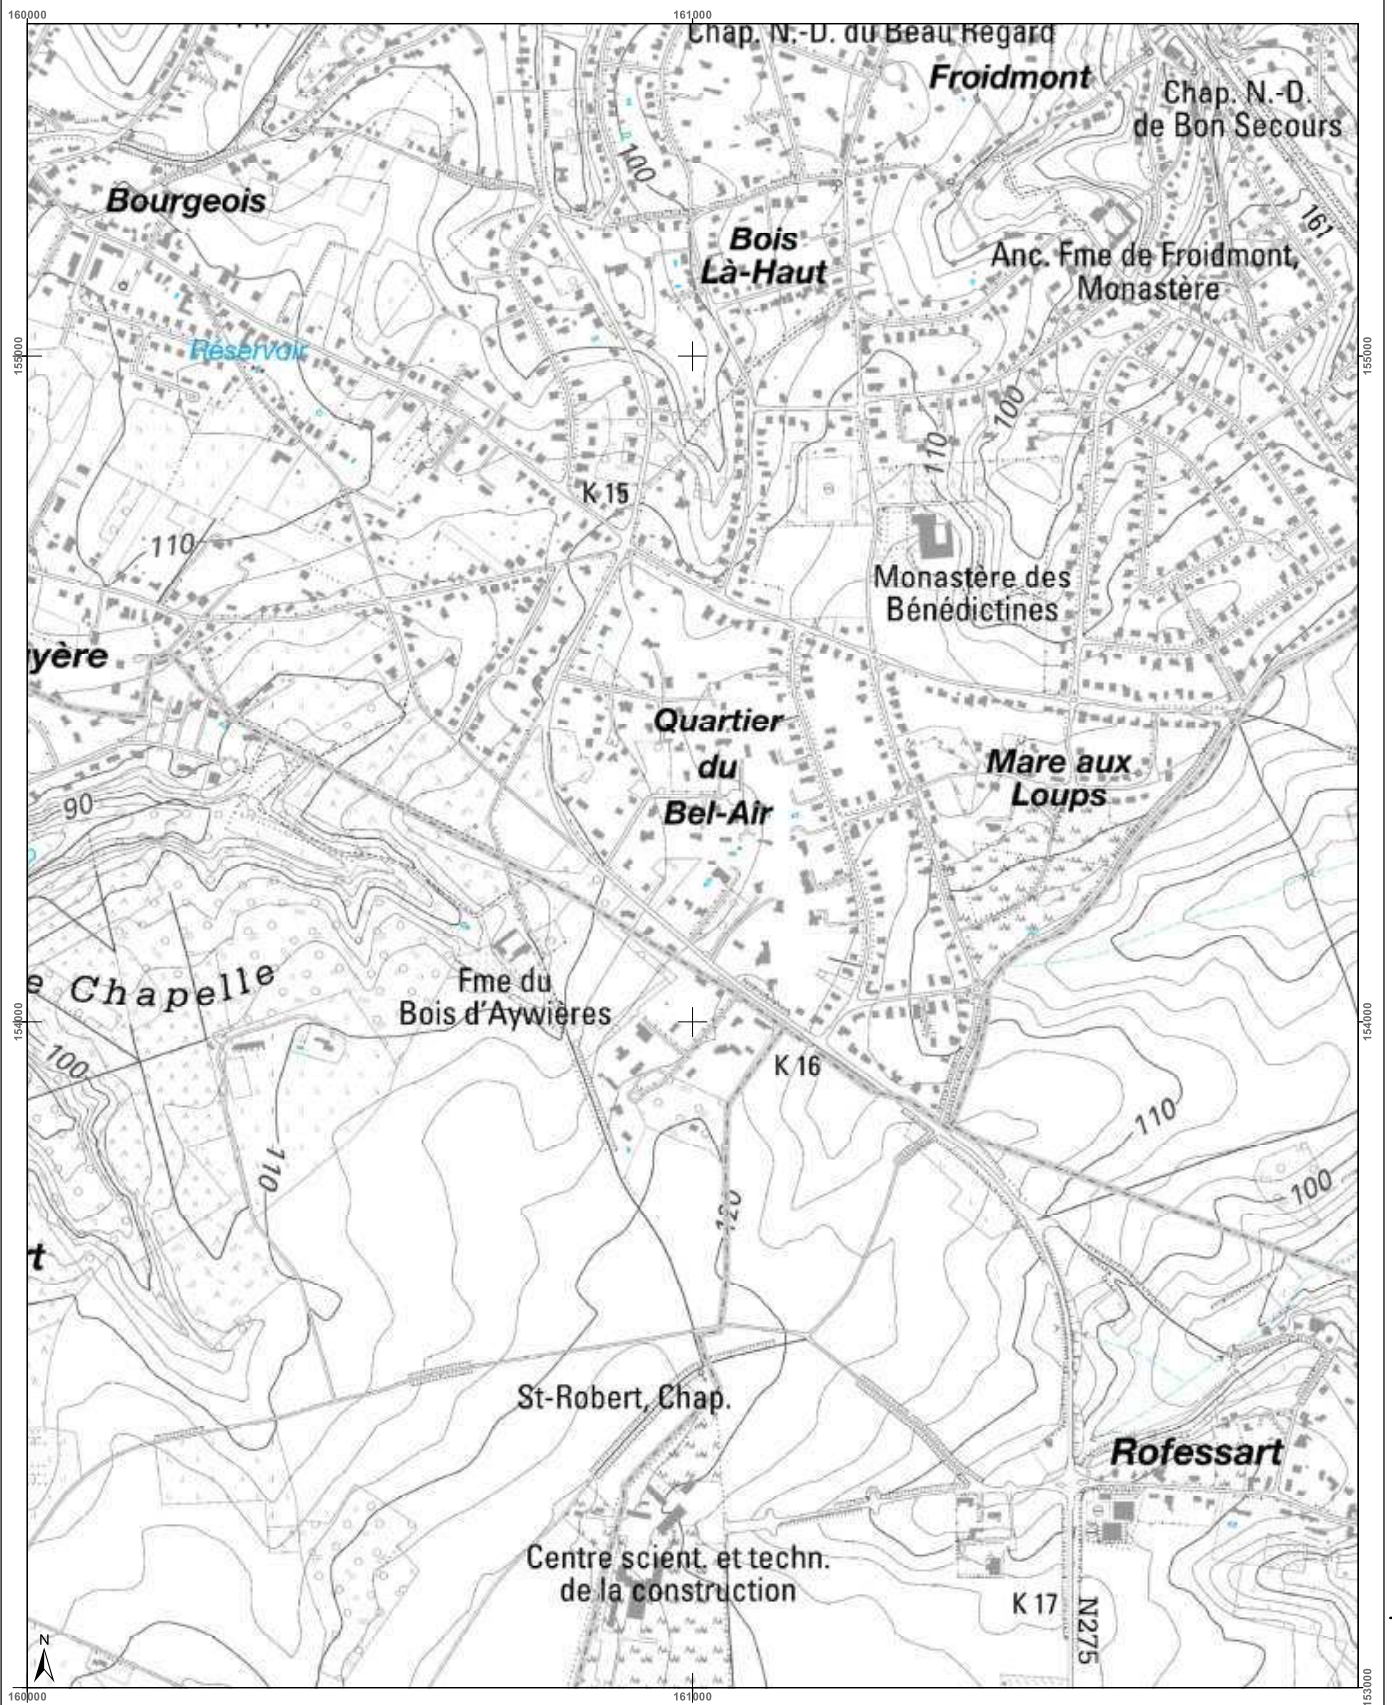 160000
161000
Chap. N.-D. du Beau Regard
Froidmont
Chap. N.-D.
de Bon Secours
100
Bourgeois
161
Bois
Là-Haut
Anc. Fme de Froidmont,
Monastère
155000
Réservoir
155000
100
110
K 15
110
Monastère des
Bénédictines
yère
Quartier
du
Bel-Air
Mare aux
Loups
90
e Chapelle
Fme du
Bois d'Aywières
154000
154000
100
K 16
110
110
100
120
rt
St-Robert, Chap.
Rofessart
Centre scient. et techn.
de la construction
K 17
N275
N
160000
161000
153000